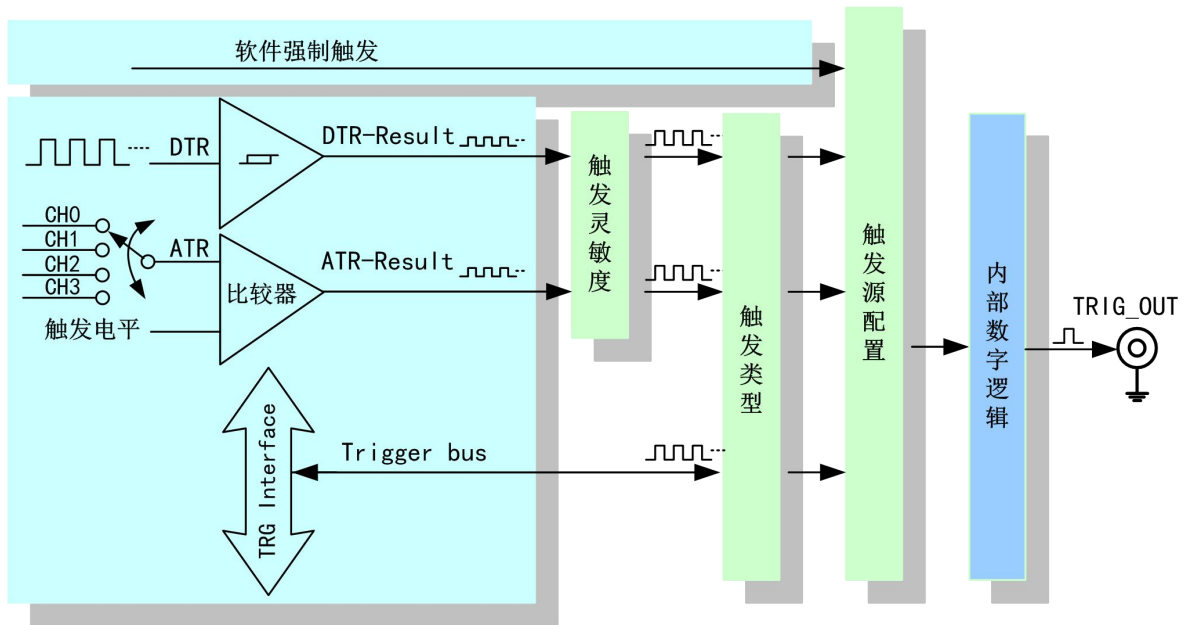 软件强制触发
DTR
DTR-Result
CH0
CH1
CH2
CH3
ATR
比较器
ATR-Result
触发电平
TRG Interface
Trigger bus
触发灵敏度
触发类型
触发源配置
内部数字逻辑
TRIG_OUT